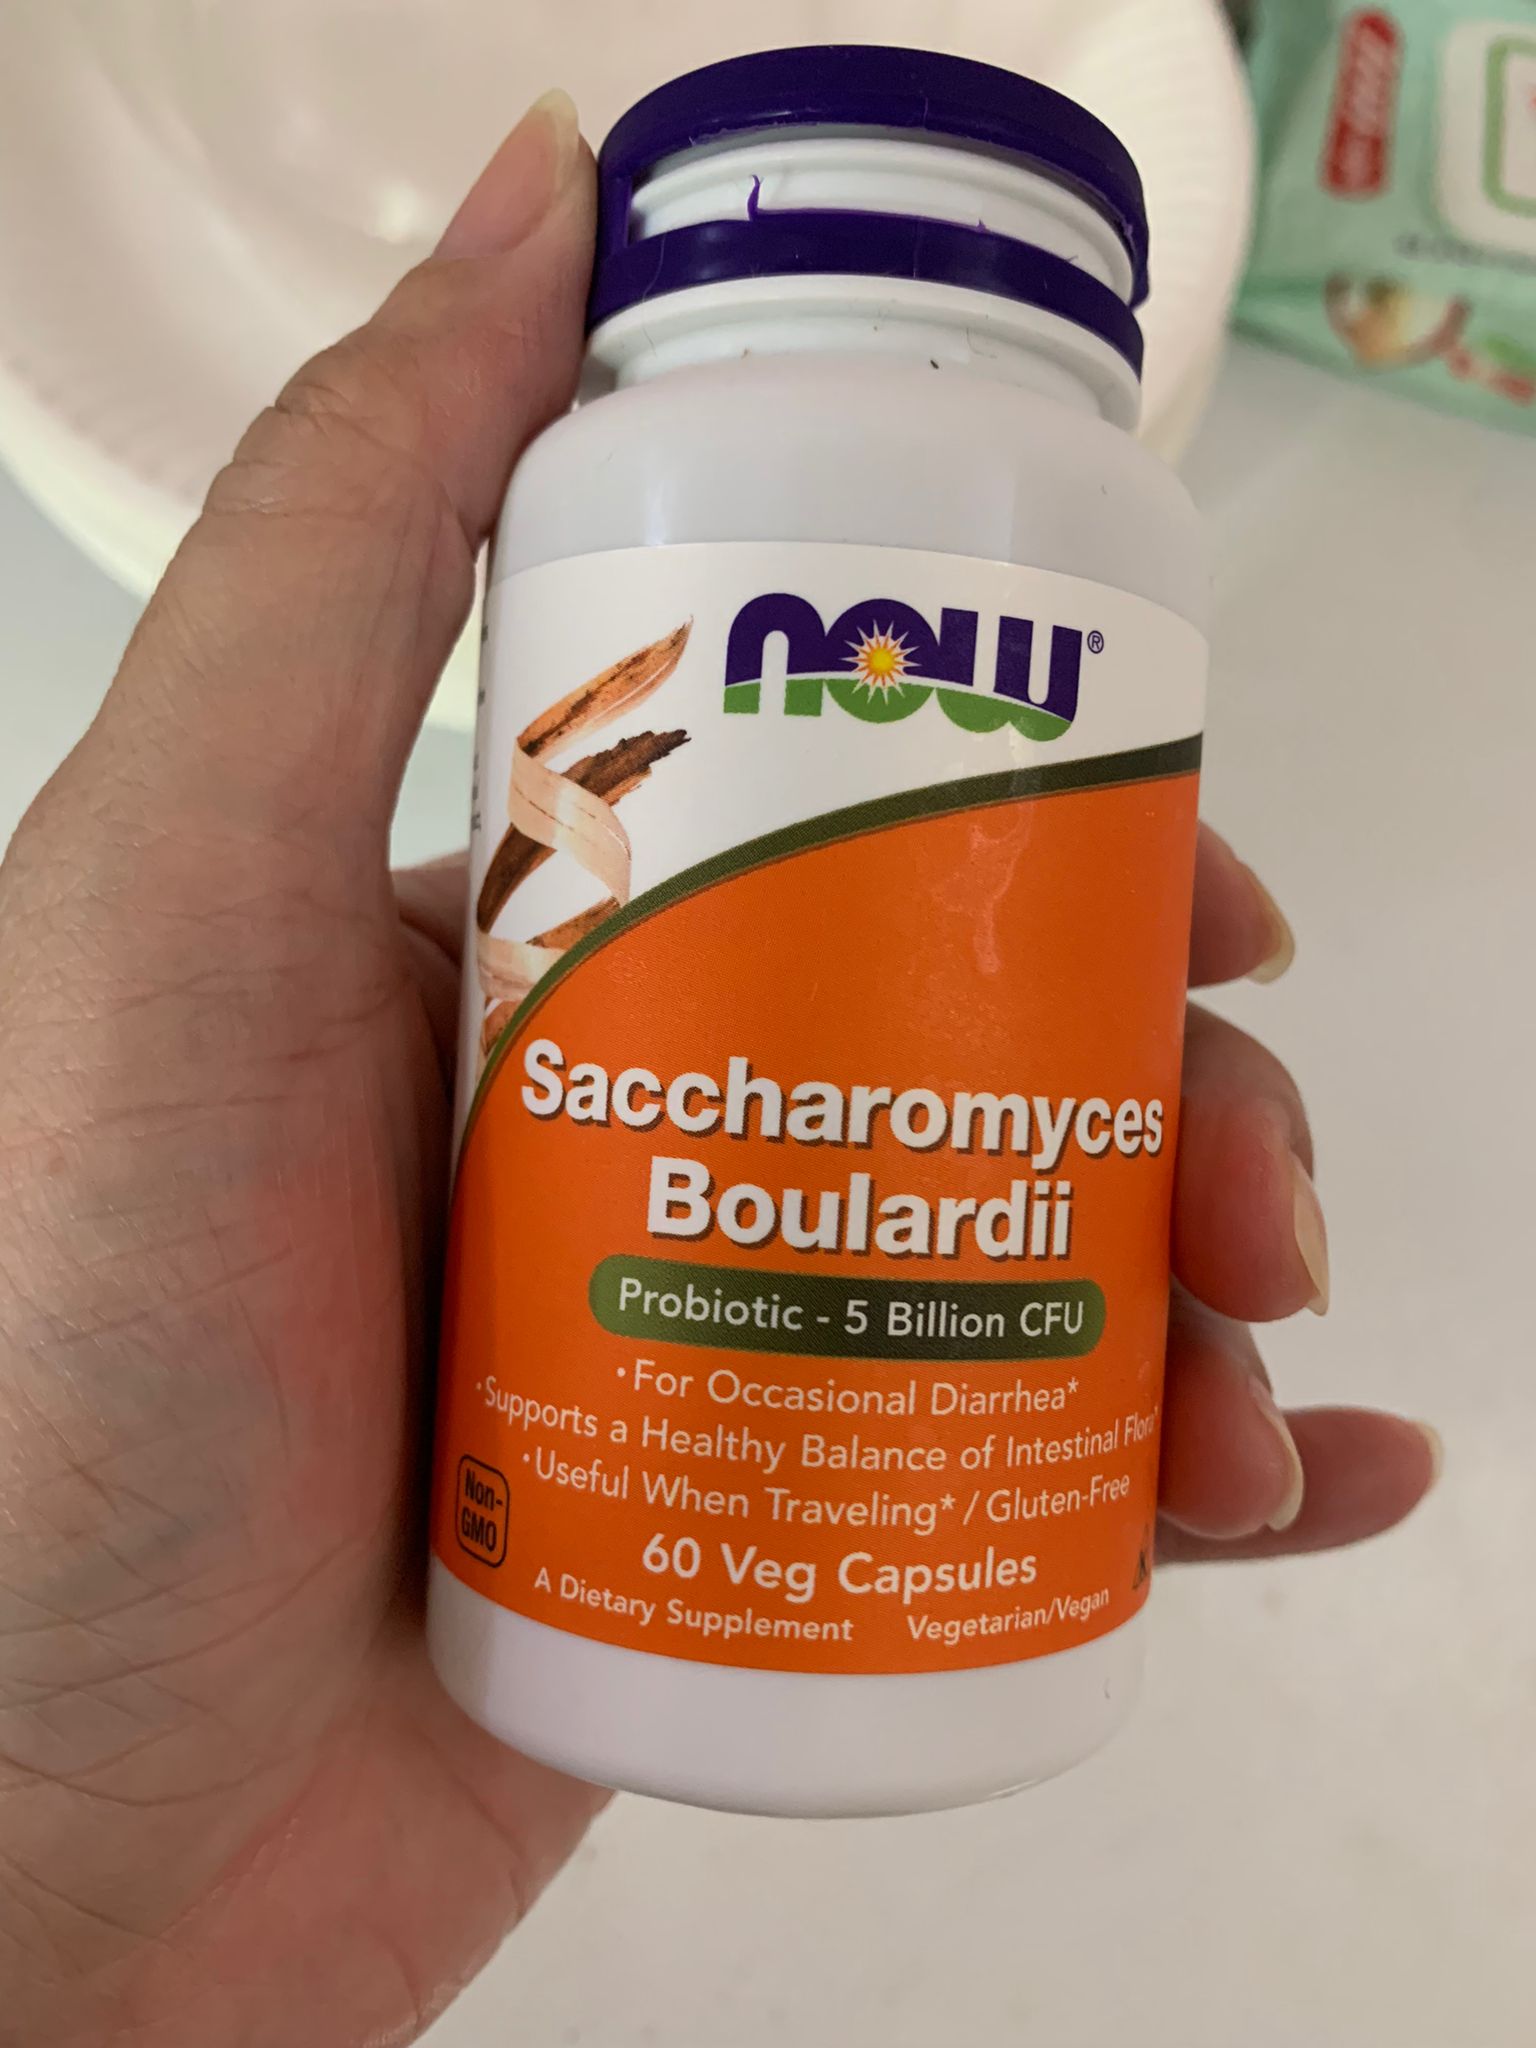 now®
Saccharomyces
Boulardii
Probiotic - 5 Billion CFU
• For Occasional Diarrhea*
• Supports a Healthy Balance of Intestinal Flora*
• Useful When Traveling* / Gluten-Free
Non-
GMO
60 Veg Capsules
A Dietary Supplement Vegetarian/Vegan